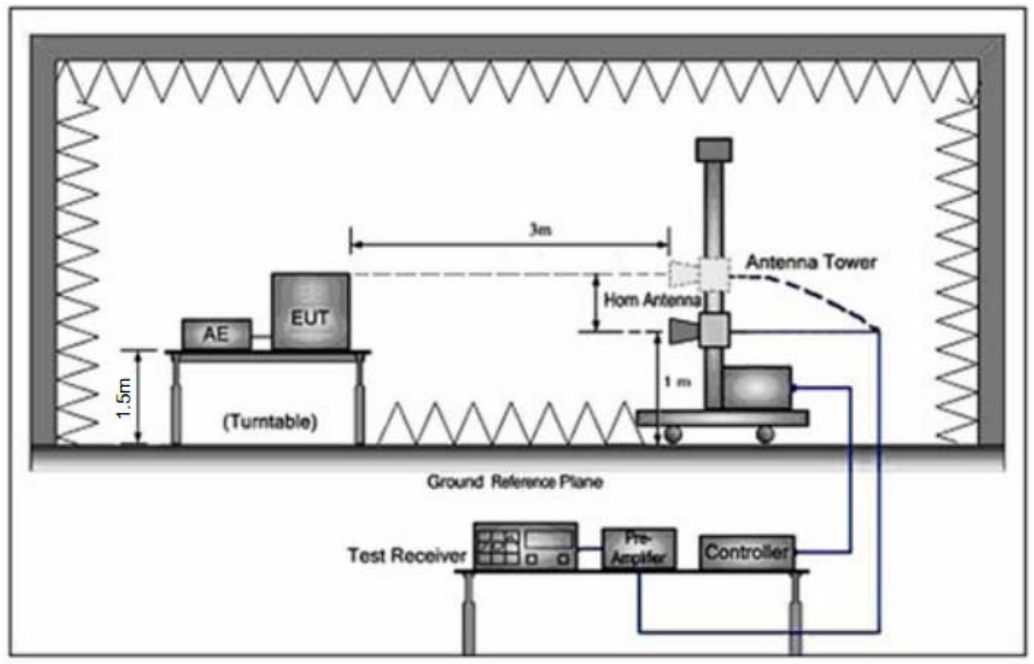 3m
Antenna Tower
Horn Antenna
EUT
AE
1 m
1.5m
(Turntable)
Ground Reference Plane
Test Receiver
Pre-
Amplifier
Controller